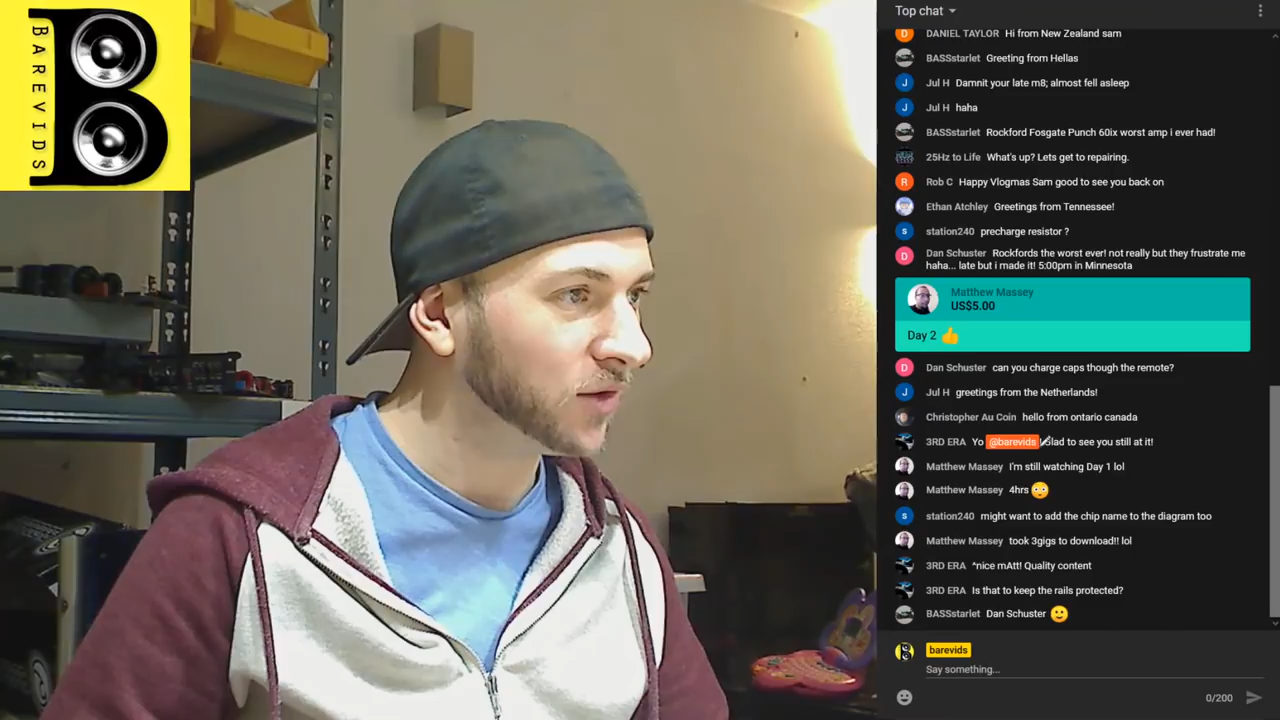 BAREVIDS
Top chat
DANIEL TAYLOR Hi from New Zealand sam
BASSstarlet Greeting from Hellas
J Jul H Damnit your late m8; almost fell asleep
J Jul H haha
BASSstarlet Rockford Fosgate Punch 60ix worst amp i ever had!
25Hz to Life What's up? Lets get to repairing.
R Rob C Happy Vlogmas Sam good to see you back on
Ethan Atchley Greetings from Tennessee!
s station240 precharge resistor ?
D Dan Schuster Rockfords the worst ever! not really but they frustrate me
haha... late but i made it! 5:00pm in Minnesota
Matthew Massey
US$5.00
Day 2 👍
D Dan Schuster can you charge caps though the remote?
J Jul H greetings from the Netherlands!
Christopher Au Coin hello from ontario canada
3RD ERA Yo @barevids lad to see you still at it!
Matthew Massey I'm still watching Day 1 lol
Matthew Massey 4hrs 😳
s station240 might want to add the chip name to the diagram too
Matthew Massey took 3gigs to download!! lol
3RD ERA ^nice mAtt! Quality content
3RD ERA Is that to keep the rails protected?
BASSstarlet Dan Schuster 🙂
barevids
Say something...
0/200